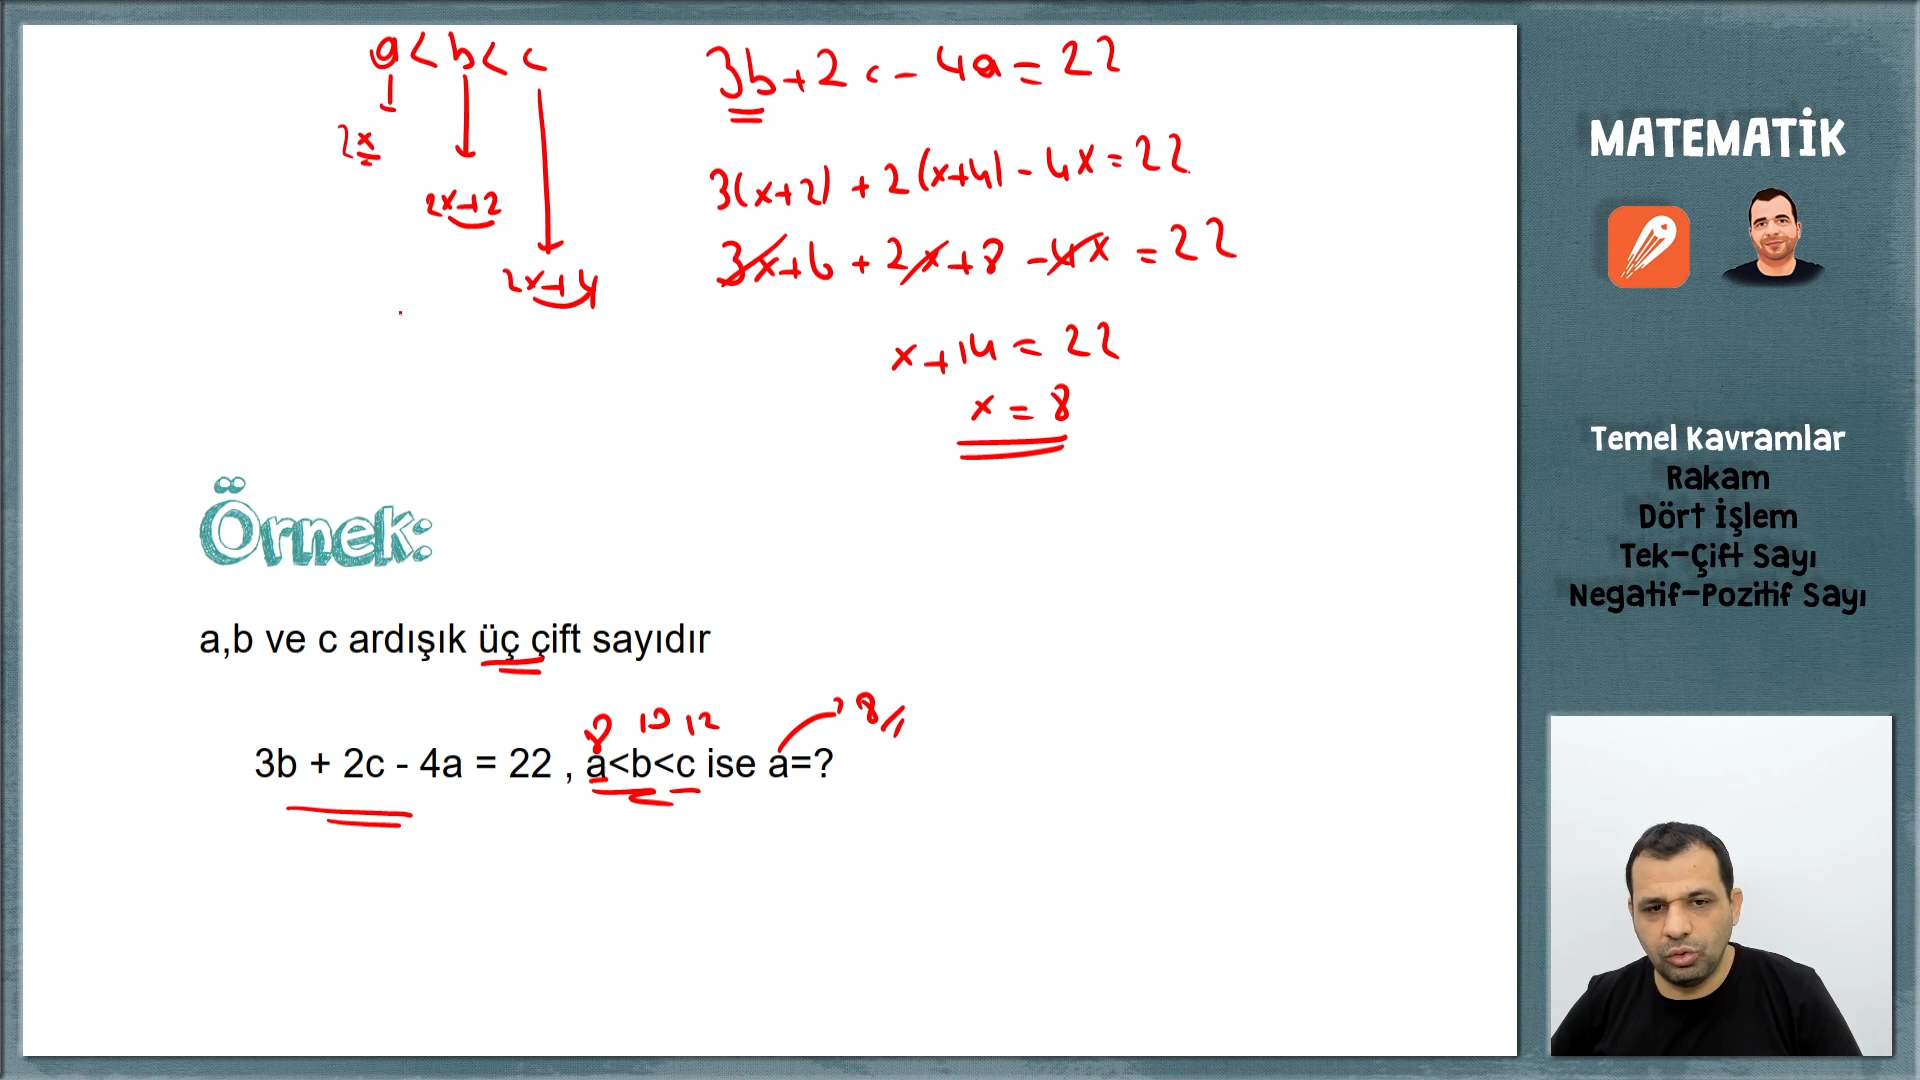 a < b < c
2x
2x+2
2x+4
3b + 2c - 4a = 22
3(x+2) + 2(x+4) - 4x = 22
3x+6 + 2x+8 - 4x = 22
x+14 = 22
x = 8
Örnek:
a,b ve c ardışık üç çift sayıdır
8 10 12
8
3b + 2c - 4a = 22 , a<b<c ise a=?
MATEMATİK
Temel Kavramlar
Rakam
Dört İşlem
Tek-Çift Sayı
Negatif-Pozitif Sayı